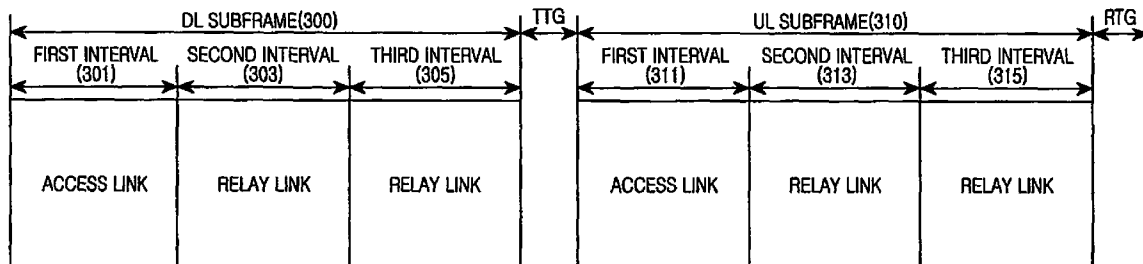 DL SUBFRAME(300) TTG UL SUBFRAME(310) RTG
FIRST INTERVAL SECOND INTERVAL THIRD INTERVAL FIRST INTERVAL SECOND INTERVAL THIRD INTERVAL
(301) (303) (305) (311) (313) (315)
ACCESS LINK RELAY LINK RELAY LINK ACCESS LINK RELAY LINK RELAY LINK